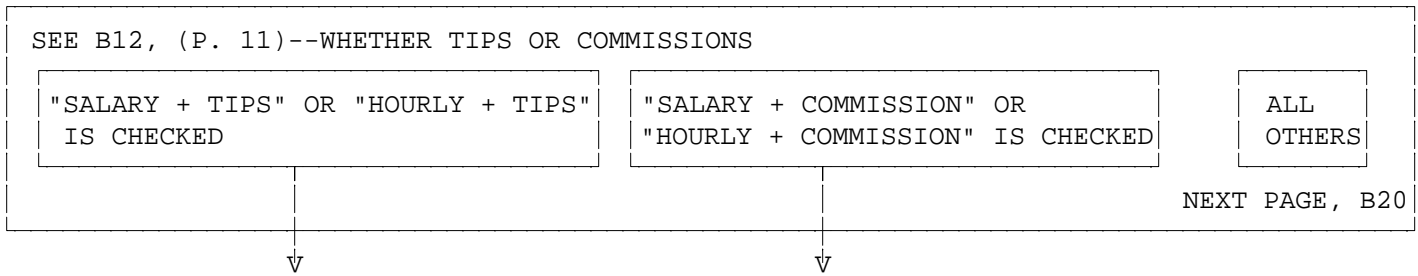 SEE B12, (P. 11)--WHETHER TIPS OR COMMISSIONS
"SALARY + TIPS" OR "HOURLY + TIPS"
IS CHECKED
"SALARY + COMMISSION" OR
"HOURLY + COMMISSION" IS CHECKED
ALL
OTHERS
NEXT PAGE, B20